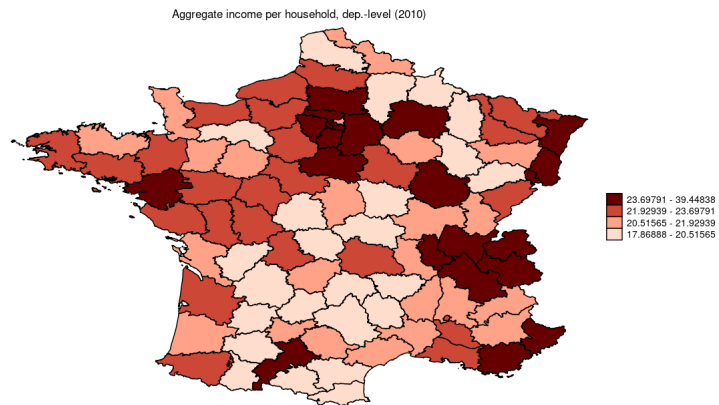 Aggregate income per household, dep.-level (2010)
23.69791 - 39.44838
21.92939 - 23.69791
20.51565 - 21.92939
17.86888 - 20.51565